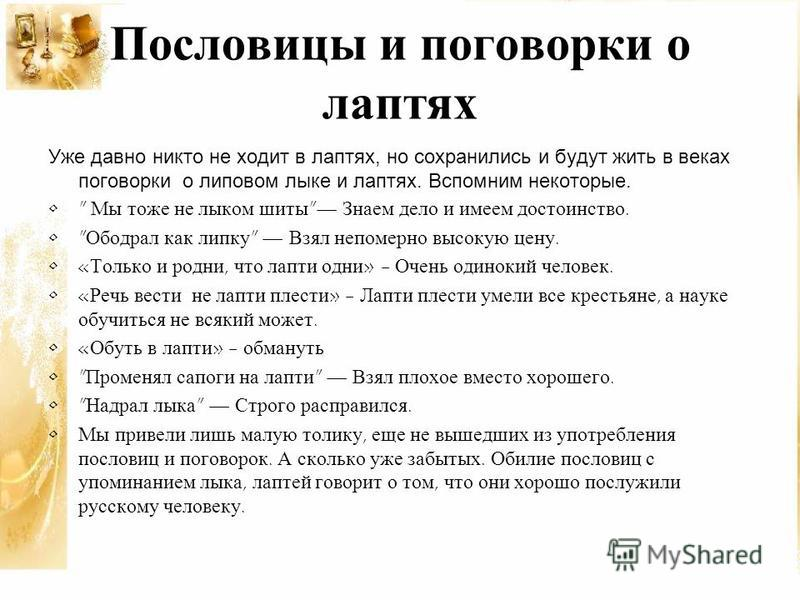 Пословицы и поговорки о
лаптях
Уже давно никто не ходит в лаптях, но сохранились и будут жить в веках
поговорки о липовом лыке и лаптях. Вспомним некоторые.
• " Мы тоже не лыком шиты"— Знаем дело и имеем достоинство.
• "Ободрал как липку" — Взял непомерно высокую цену.
• «Только и родни, что лапти одни» – Очень одинокий человек.
• «Речь вести не лапти плести» – Лапти плести умели все крестьяне, а науке
обучиться не всякий может.
• «Обуть в лапти» – обмануть
• "Променял сапоги на лапти" — Взял плохое вместо хорошего.
• "Надрал лыка" — Строго расправился.
• Мы привели лишь малую толику, еще не вышедших из употребления
пословиц и поговорок. А сколько уже забытых. Обилие пословиц с
упоминанием лыка, лаптей говорит о том, что они хорошо послужили
русскому человеку.
MyShared